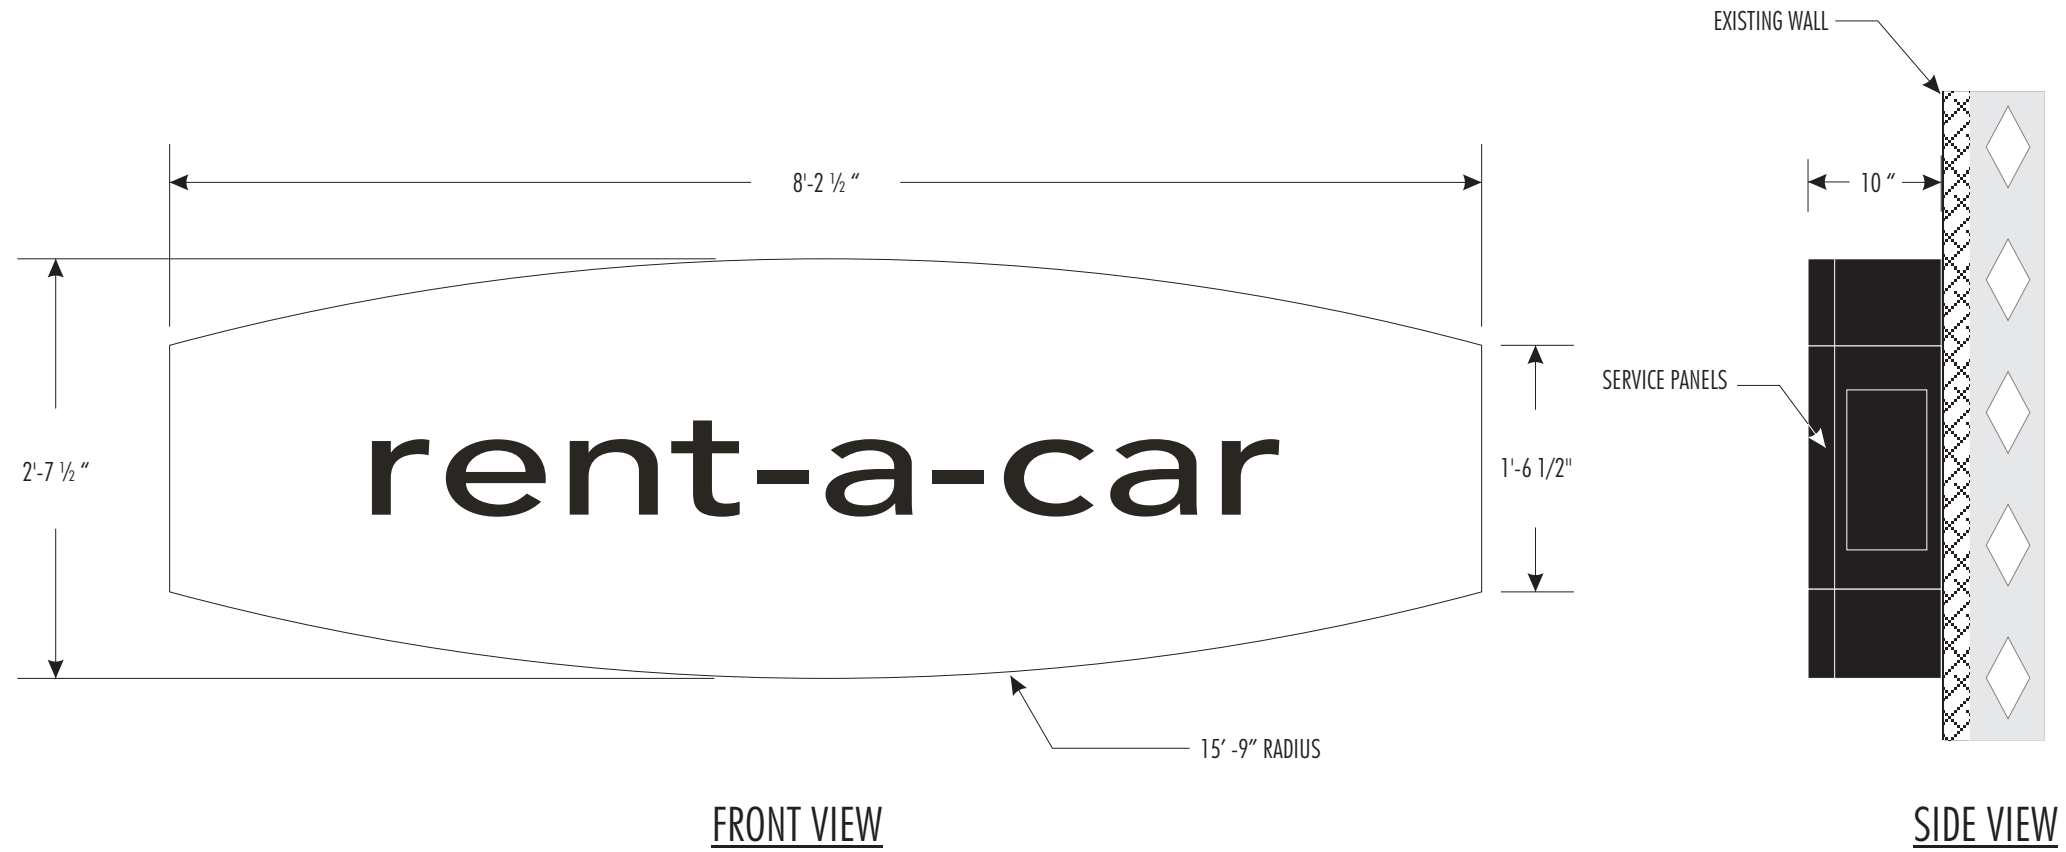 EXISTING WALL
8'-2 ½ “
10 “
SERVICE PANELS
rent-a-car
2'-7 ½ “
1'-6 1/2"
15’ -9” RADIUS
FRONT VIEW
SIDE VIEW